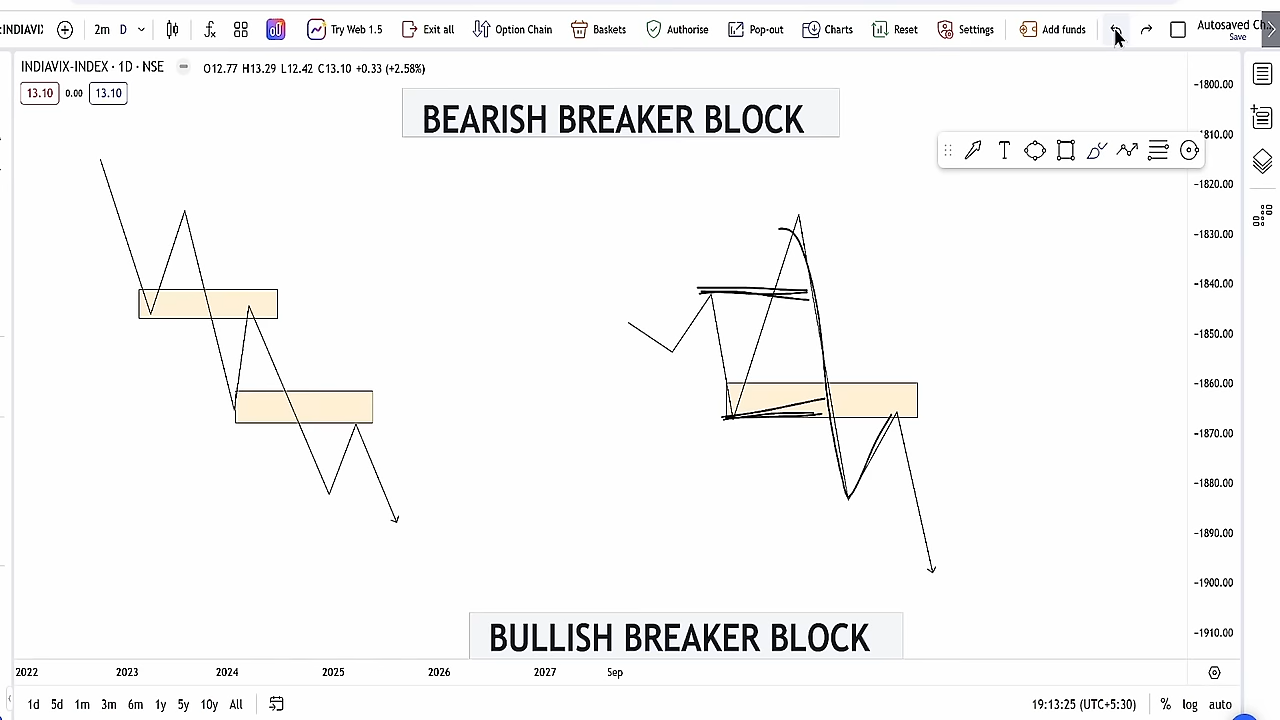 :INDIAVIX 2m D Try Web 1.5 Exit all Option Chain Baskets Authorise Pop-out Charts Reset Settings Add funds Autosaved Ch
Save
INDIAVIX-INDEX · 1D · NSE O12.77 H13.29 L12.42 C13.10 +0.33 (+2.58%)
13.10 0.00 13.10
BEARISH BREAKER BLOCK
-1800.00
-1810.00
-1820.00
-1830.00
-1840.00
-1850.00
-1860.00
-1870.00
-1880.00
-1890.00
-1900.00
-1910.00
BULLISH BREAKER BLOCK
2022 2023 2024 2025 2026 2027 Sep
1d 5d 1m 3m 6m 1y 5y 10y All 19:13:25 (UTC+5:30) % log auto